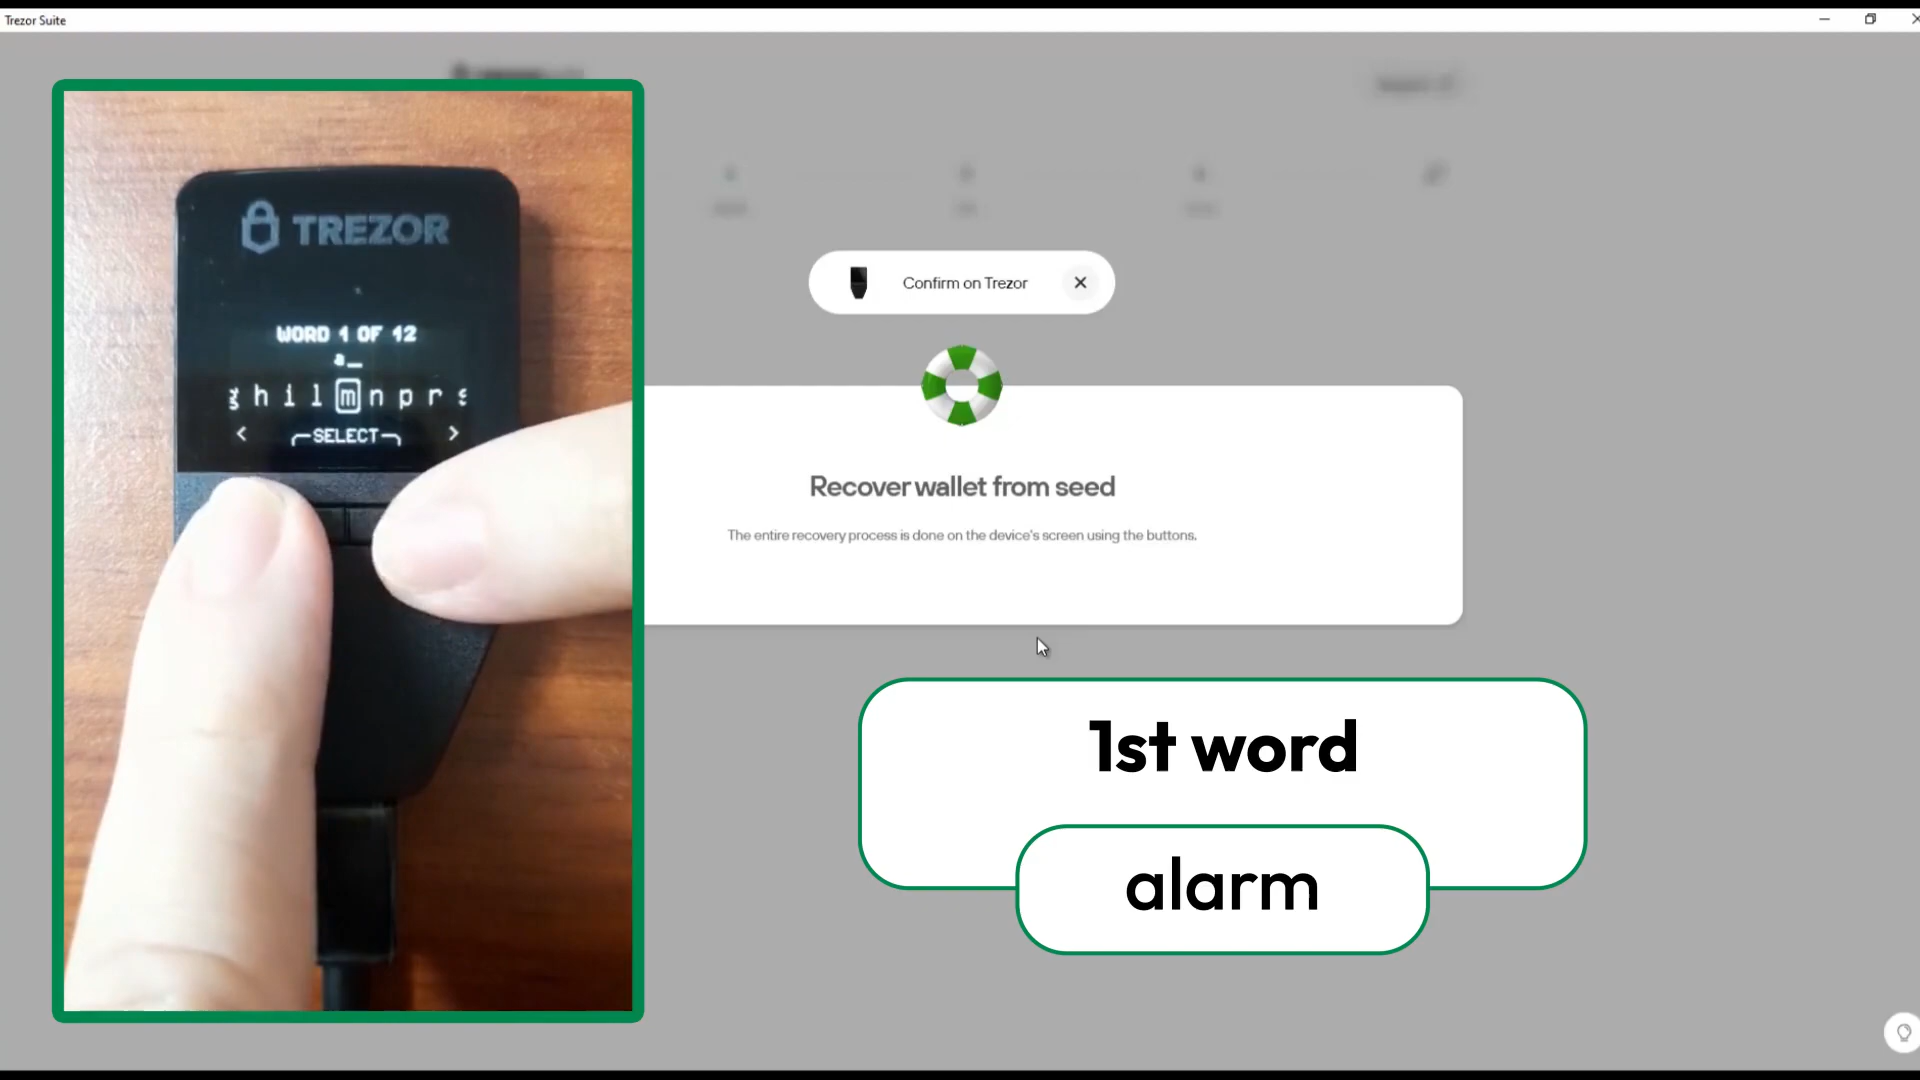 Trezor Suite
TREZOR
WORD 1 OF 12
a_
g h i l m n p r s
< SELECT >
Confirm on Trezor
Recover wallet from seed
The entire recovery process is done on the device's screen using the buttons.
1st word
alarm